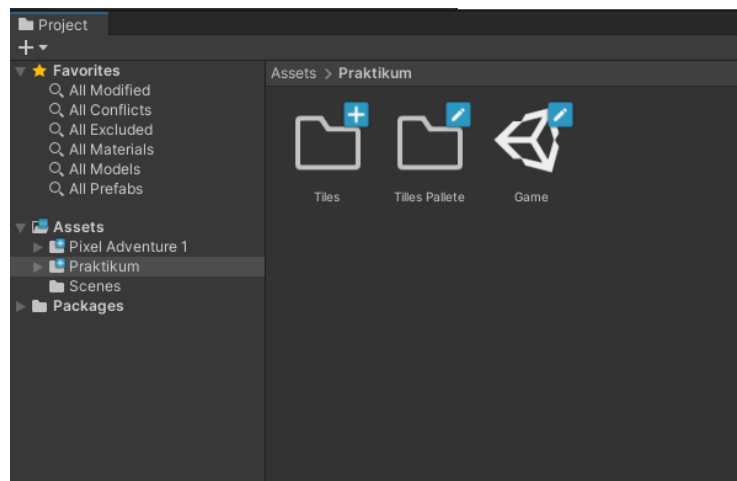 Project
Favorites
All Modified
All Conflicts
All Excluded
All Materials
All Models
All Prefabs
Assets
Pixel Adventure 1
Praktikum
Scenes
Packages
Assets > Praktikum
Tiles
Tilles Pallete
Game